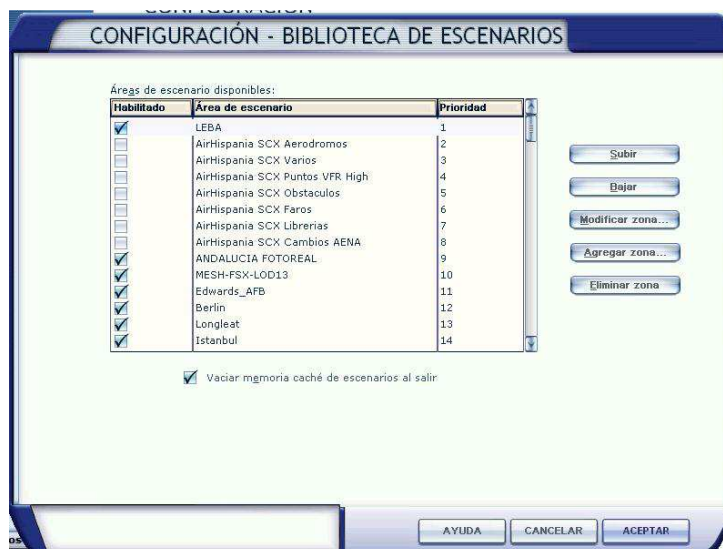 CONFIGURACIÓN
CONFIGURACIÓN - BIBLIOTECA DE ESCENARIOS
Áreas de escenario disponibles:
Habilitado Área de escenario Prioridad
LEBA 1
AirHispania SCX Aerodromos 2
AirHispania SCX Varios 3
AirHispania SCX Puntos VFR High 4
AirHispania SCX Obstaculos 5
AirHispania SCX Faros 6
AirHispania SCX Librerias 7
AirHispania SCX Cambios AENA 8
ANDALUCIA FOTOREAL 9
MESH-FSX-LOD13 10
Edwards_AFB 11
Berlin 12
Longleat 13
Istanbul 14
Subir
Bajar
Modificar zona...
Agregar zona...
Eliminar zona
Vaciar memoria caché de escenarios al salir
os
AYUDA CANCELAR ACEPTAR